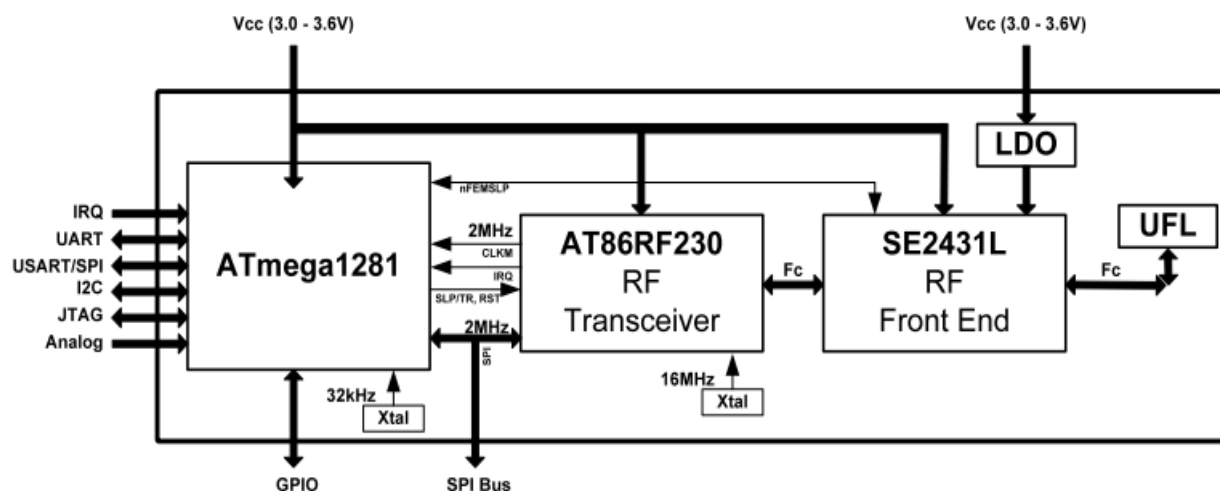 Vcc (3.0 - 3.6V)
Vcc (3.0 - 3.6V)
LDO
nFEMSLP
IRQ
UART
USART/SPI
I2C
JTAG
Analog
ATmega1281
2MHz
CLKM
IRQ
SLP/TR, RST
2MHz
SPI
AT86RF230
RF
Transceiver
Fc
SE2431L
RF
Front End
Fc
UFL
32kHz
Xtal
16MHz
Xtal
GPIO
SPI Bus